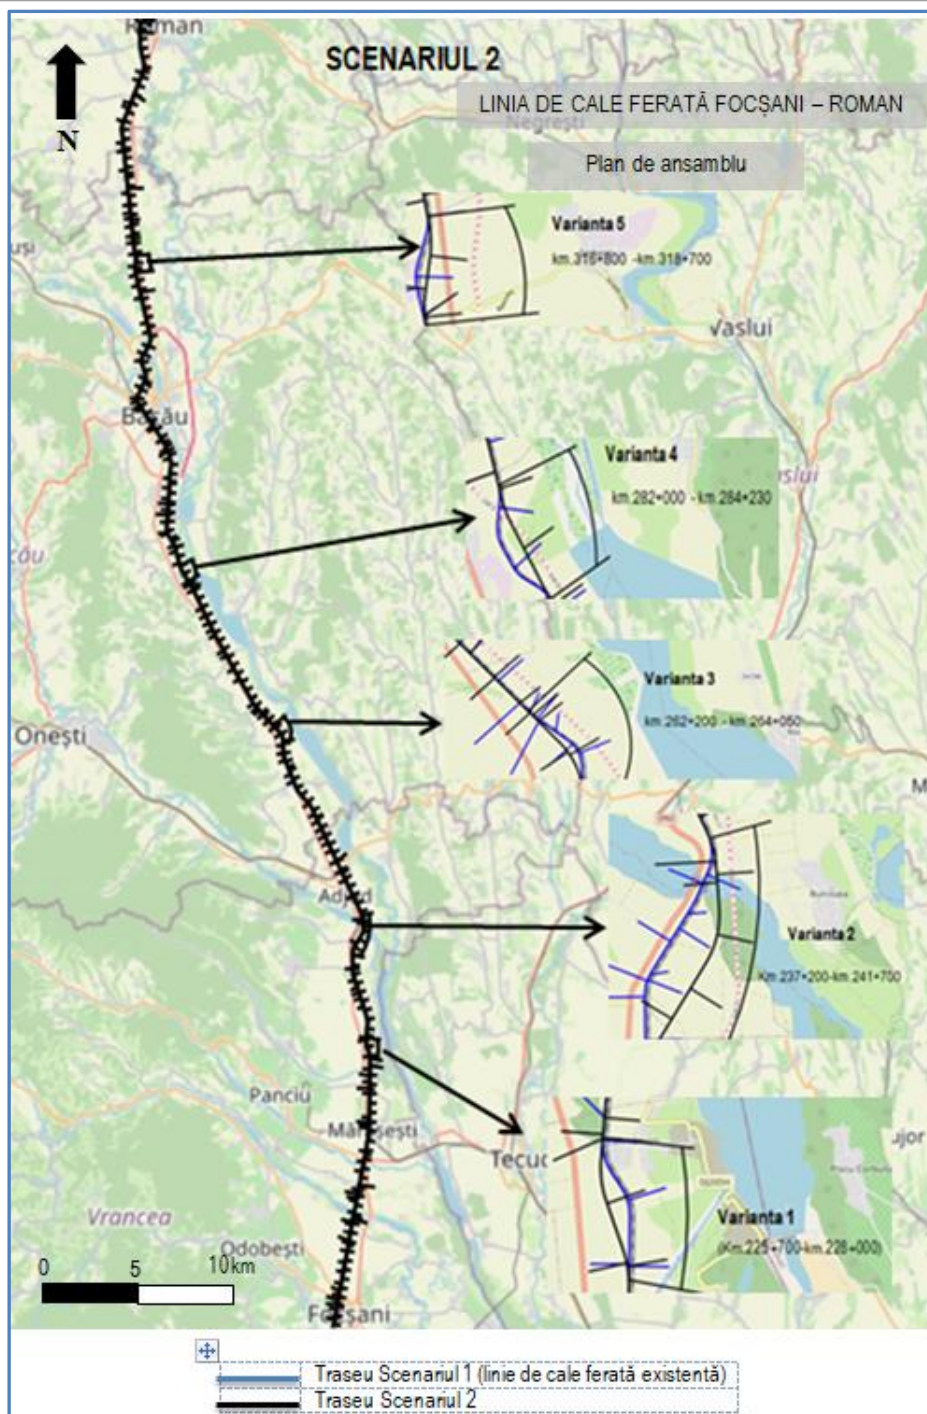 Roman
SCENARIUL 2
LINIA DE CALE FERATĂ FOCȘANI – ROMAN
N
Negrești
Plan de ansamblu
Varianta 5
km.316+800 -km.318+700
Vaslui
Bacău
Varianta 4
km.282+000 - km.284+230
Varianta 3
km.262+200 - km.264+050
Onești
Adjud
Varianta 2
Km.237+200-km.241+700
Panciu
Mărășești
Tecuc
ujor
Varianta 1
(Km.225+700-km.228+000)
Vrancea
Odobești
0 5 10km
Focșani
Traseu Scenariul 1 (linie de cale ferată existentă)
Traseu Scenariul 2